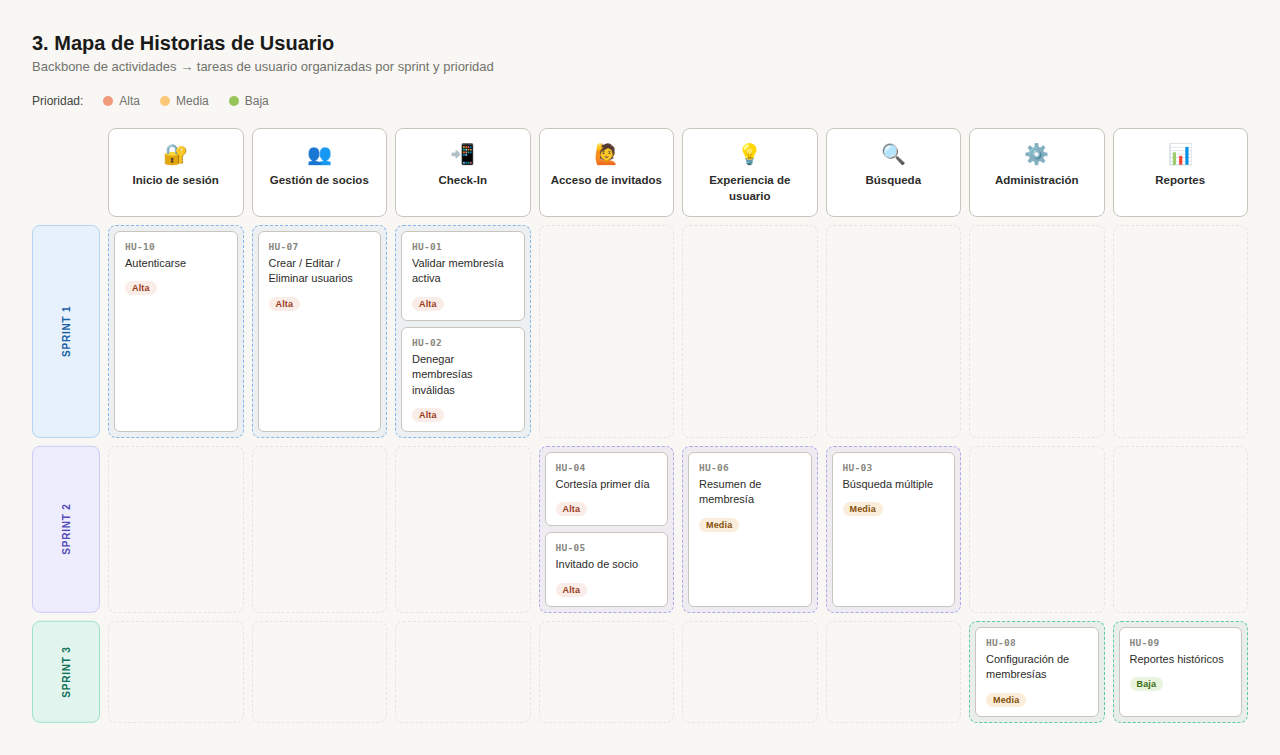 3. Mapa de Historias de Usuario
Backbone de actividades → tareas de usuario organizadas por sprint y prioridad
Prioridad: Alta Media Baja
Inicio de sesión
Gestión de socios
Check-In
Acceso de invitados
Experiencia de
usuario
Búsqueda
Administración
Reportes
SPRINT 1
HU-10
Autenticarse
Alta
HU-07
Crear / Editar /
Eliminar usuarios
Alta
HU-01
Validar membresía
activa
Alta
HU-02
Denegar
membresías
inválidas
Alta
SPRINT 2
HU-04
Cortesía primer día
Alta
HU-05
Invitado de socio
Alta
HU-06
Resumen de
membresía
Media
HU-03
Búsqueda múltiple
Media
SPRINT 3
HU-08
Configuración de
membresías
Media
HU-09
Reportes históricos
Baja